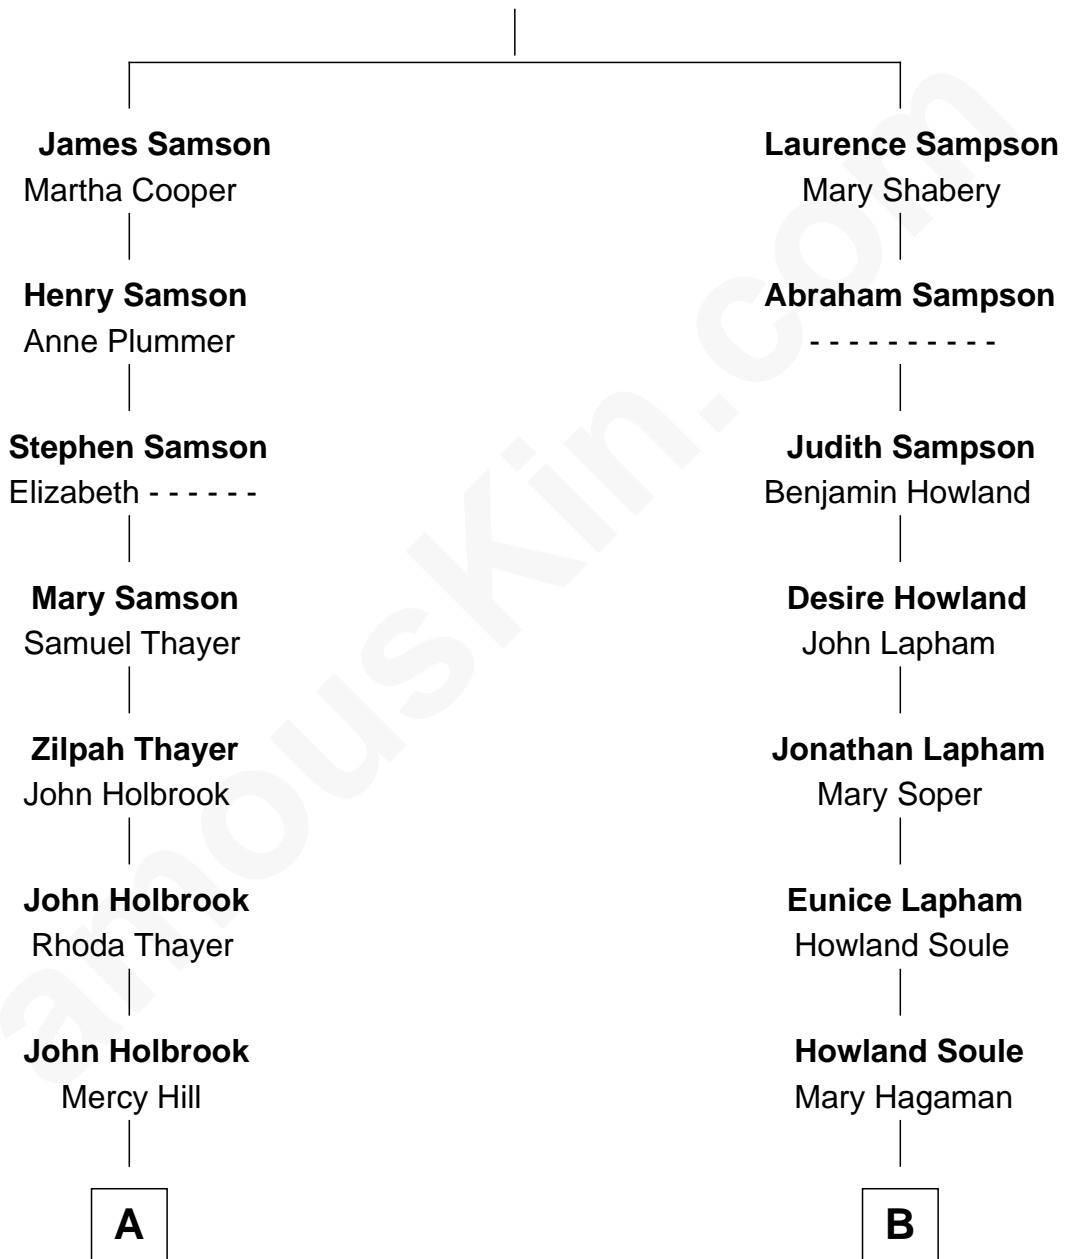 James Samson
Martha Cooper
Henry Samson
Anne Plummer
Stephen Samson
Elizabeth - - - - - -
Mary Samson
Samuel Thayer
Zilpah Thayer
John Holbrook
John Holbrook
Rhoda Thayer
John Holbrook
Mercy Hill
A
Laurence Sampson
Mary Shabery
Abraham Sampson
- - - - - - - - - -
Judith Sampson
Benjamin Howland
Desire Howland
John Lapham
Jonathan Lapham
Mary Soper
Eunice Lapham
Howland Soule
Howland Soule
Mary Hagaman
B
amousKin.com